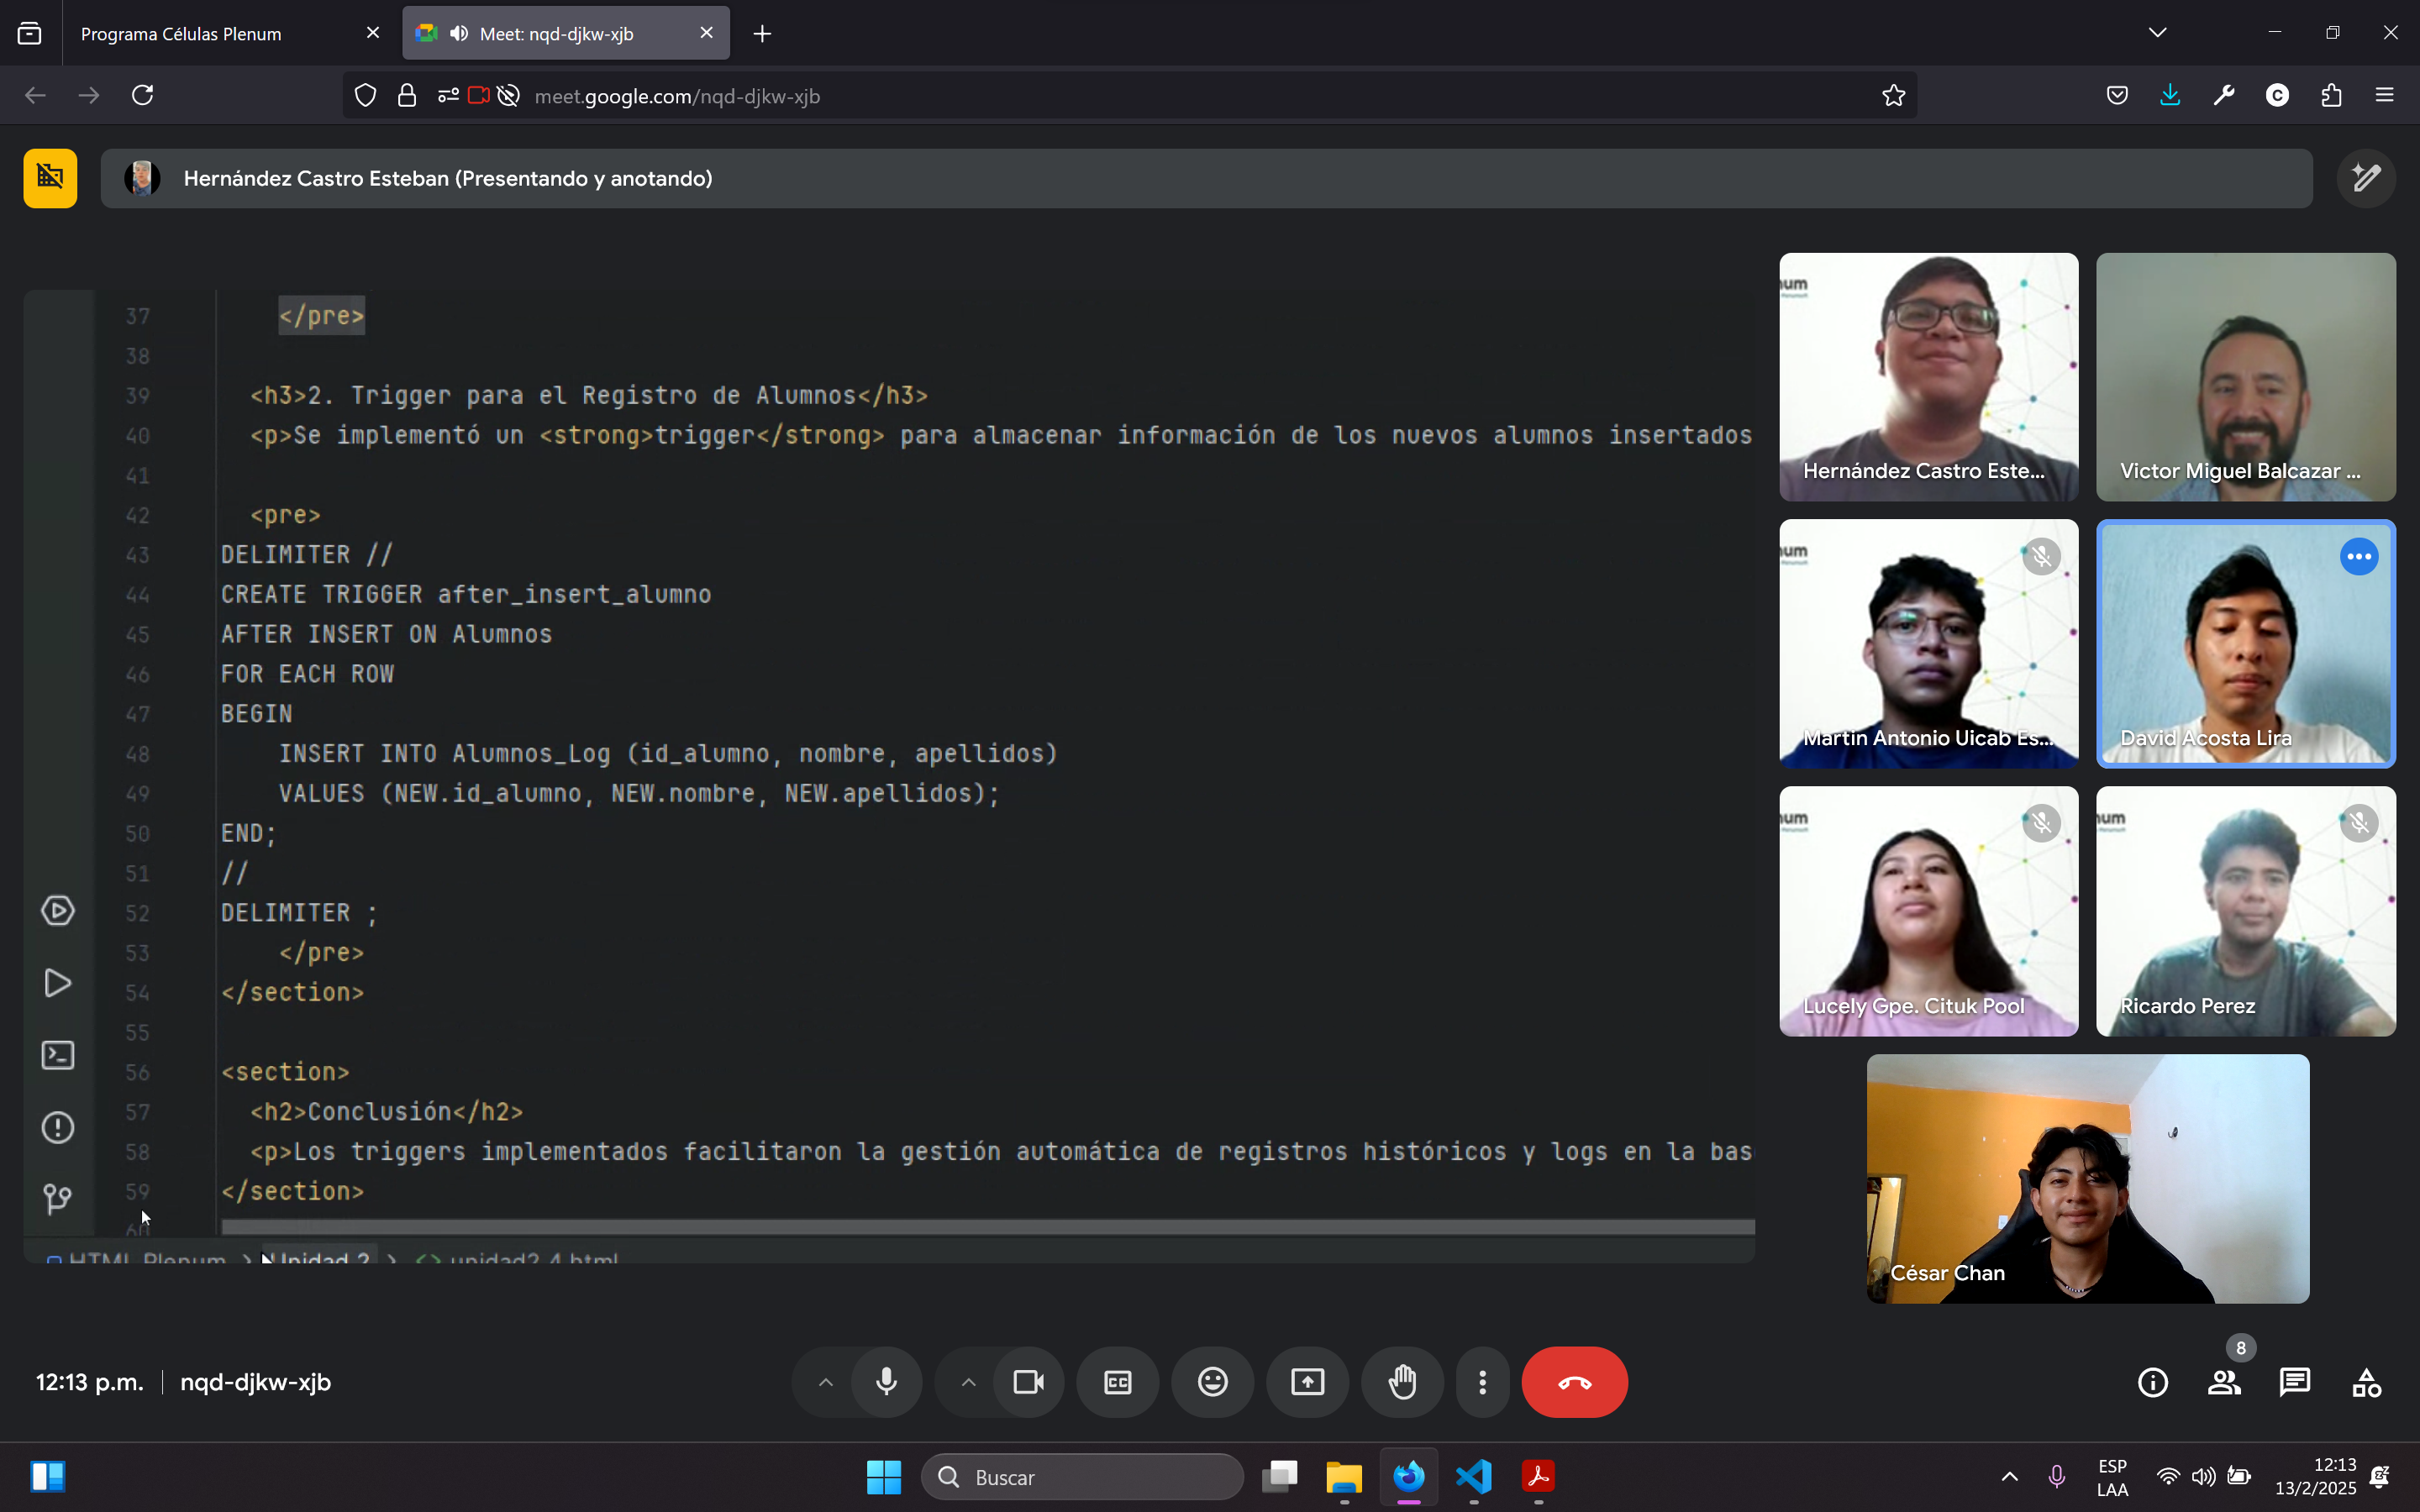 Programa Células Plenum
Meet: nqd-djkw-xjb
meet.google.com/nqd-djkw-xjb
Hernández Castro Esteban (Presentando y anotando)
37 </pre>
38
39 <h3>2. Trigger para el Registro de Alumnos</h3>
40 <p>Se implementó un <strong>trigger</strong> para almacenar información de los nuevos alumnos insertados
41
42 <pre>
43 DELIMITER //
44 CREATE TRIGGER after_insert_alumno
45 AFTER INSERT ON Alumnos
46 FOR EACH ROW
47 BEGIN
48 INSERT INTO Alumnos_Log (id_alumno, nombre, apellidos)
49 VALUES (NEW.id_alumno, NEW.nombre, NEW.apellidos);
50 END;
51 //
52 DELIMITER ;
53 </pre>
54 </section>
55
56 <section>
57 <h2>Conclusión</h2>
58 <p>Los triggers implementados facilitaron la gestión automática de registros históricos y logs en la bas
59 </section>
60
HTML Plenum > Unidad 2 > <> unidad2_4.html
num
Hernández Castro Este...
Victor Miguel Balcazar ...
num
Martin Antonio Uicab Es...
David Acosta Lira
num
Lucely Gpe. Cituk Pool
num
Ricardo Perez
César Chan
12:13 p.m. | nqd-djkw-xjb
CC
8
Buscar
ESP
LAA
12:13
13/2/2025